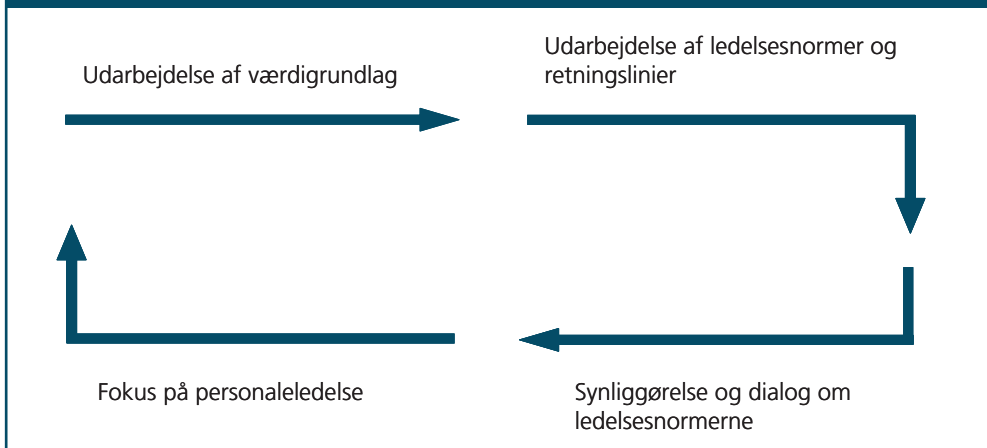 Udarbejdelse af værdigrundlag
Udarbejdelse af ledelsesnormer og
retningslinier
Fokus på personaleledelse
Synliggørelse og dialog om
ledelsesnormerne